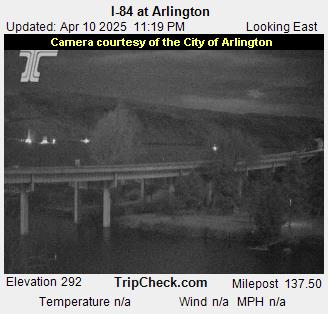 I-84 at Arlington
Updated: Apr 10 2025 11:19 PM Looking East
Camera courtesy of the City of Arlington
Elevation 292 TripCheck.com Milepost 137.50
Temperature n/a Wind n/a MPH n/a